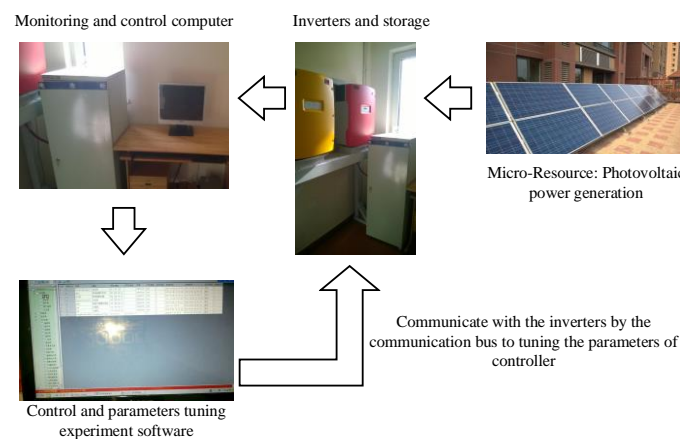 Monitoring and control computer
Inverters and storage
Micro-Resource: Photovoltaic
power generation
Communicate with the inverters by the
communication bus to tuning the parameters of
controller
Control and parameters tuning
experiment software